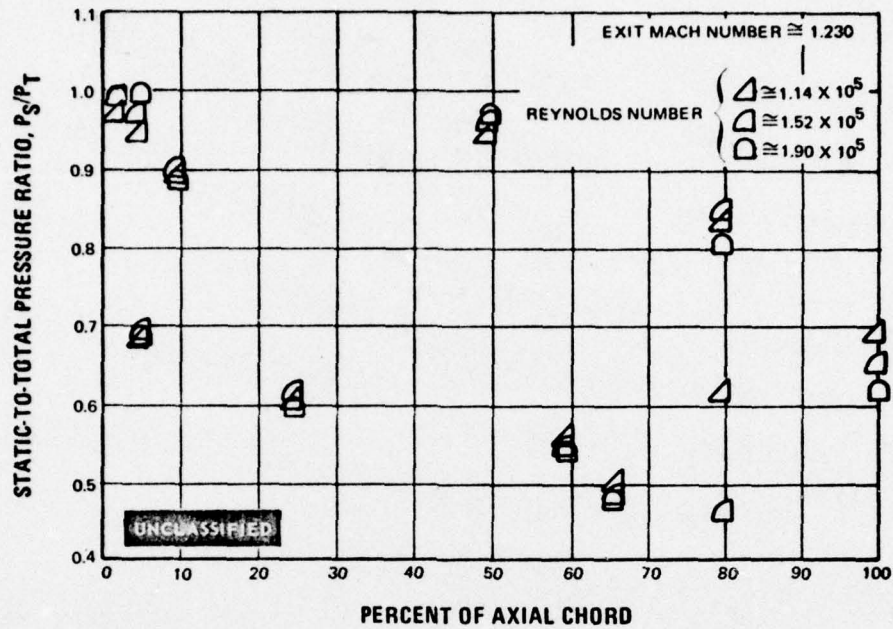 EXIT MACH NUMBER ≅ 1.230
REYNOLDS NUMBER
≅1.14 X 10⁵
≅1.52 X 10⁵
≅1.90 X 10⁵
STATIC-TO-TOTAL PRESSURE RATIO, PS/PT
1.1
1.0
0.9
0.8
0.7
0.6
0.5
0.4
UNCLASSIFIED
0 10 20 30 40 50 60 70 80 90 100
PERCENT OF AXIAL CHORD